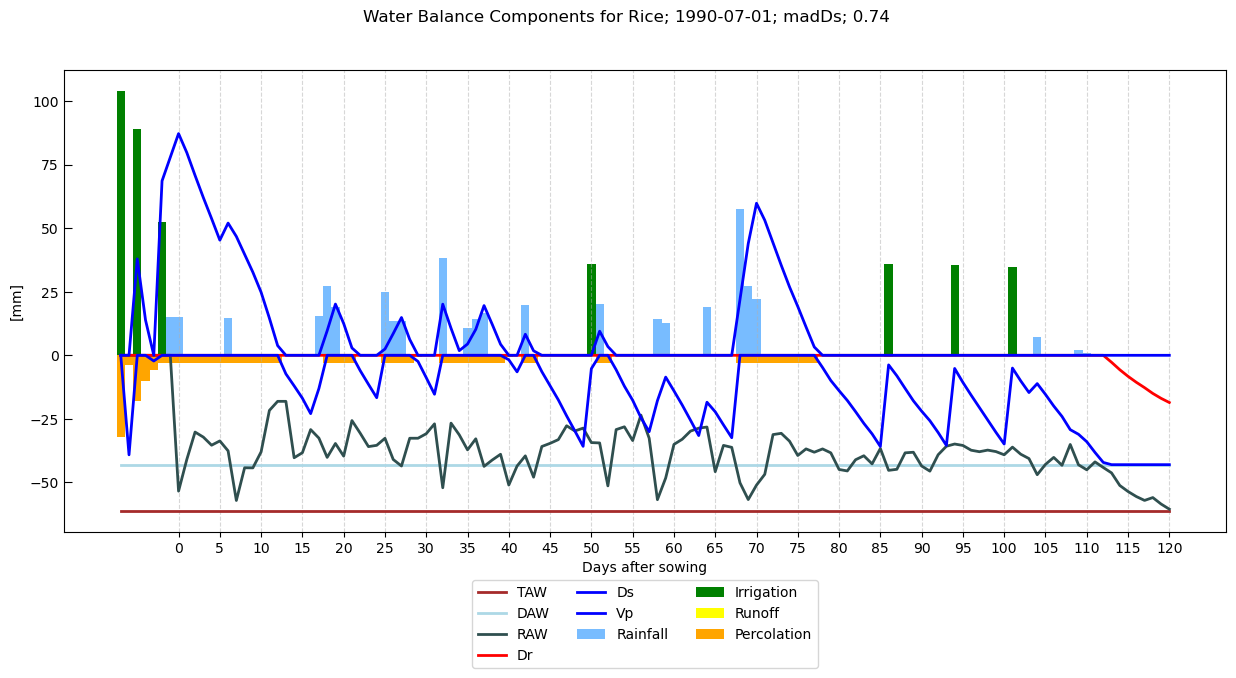 Water Balance Components for Rice; 1990-07-01; madDs; 0.74
100
75
50
25
0
−25
−50
[mm]
0 5 10 15 20 25 30 35 40 45 50 55 60 65 70 75 80 85 90 95 100 105 110 115 120
Days after sowing
TAW Ds Irrigation
DAW Vp Runoff
RAW Rainfall Percolation
Dr